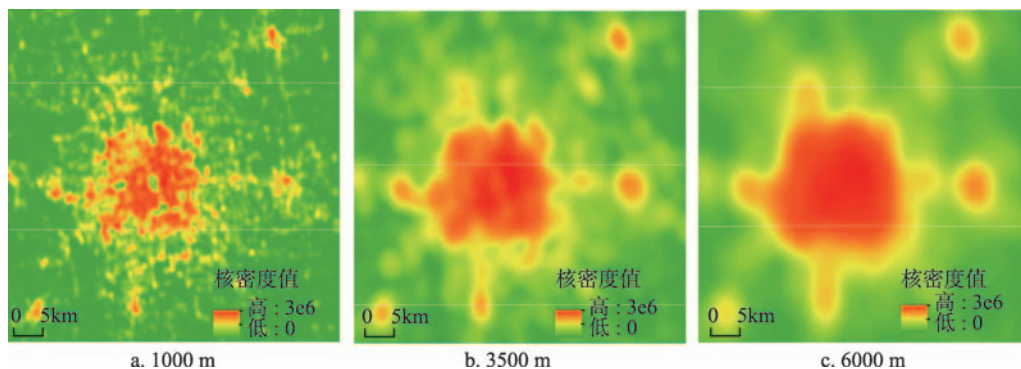 核密度值
高 : 3e6
低 : 0
0 5km
a. 1000 m
核密度值
高 : 3e6
低 : 0
0 5km
b. 3500 m
核密度值
高 : 3e6
低 : 0
0 5km
c. 6000 m